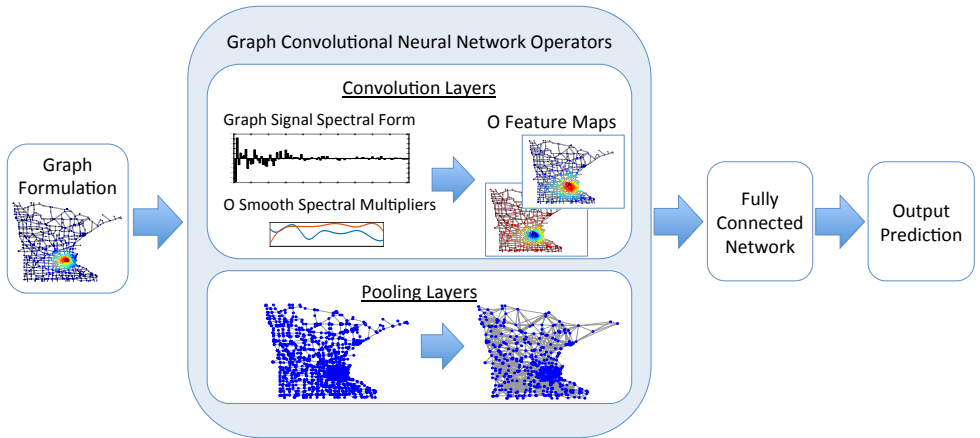 Graph Convolutional Neural Network Operators
Graph
Formulation
Convolution Layers
Graph Signal Spectral Form
O Smooth Spectral Multipliers
O Feature Maps
Pooling Layers
Fully
Connected
Network
Output
Prediction